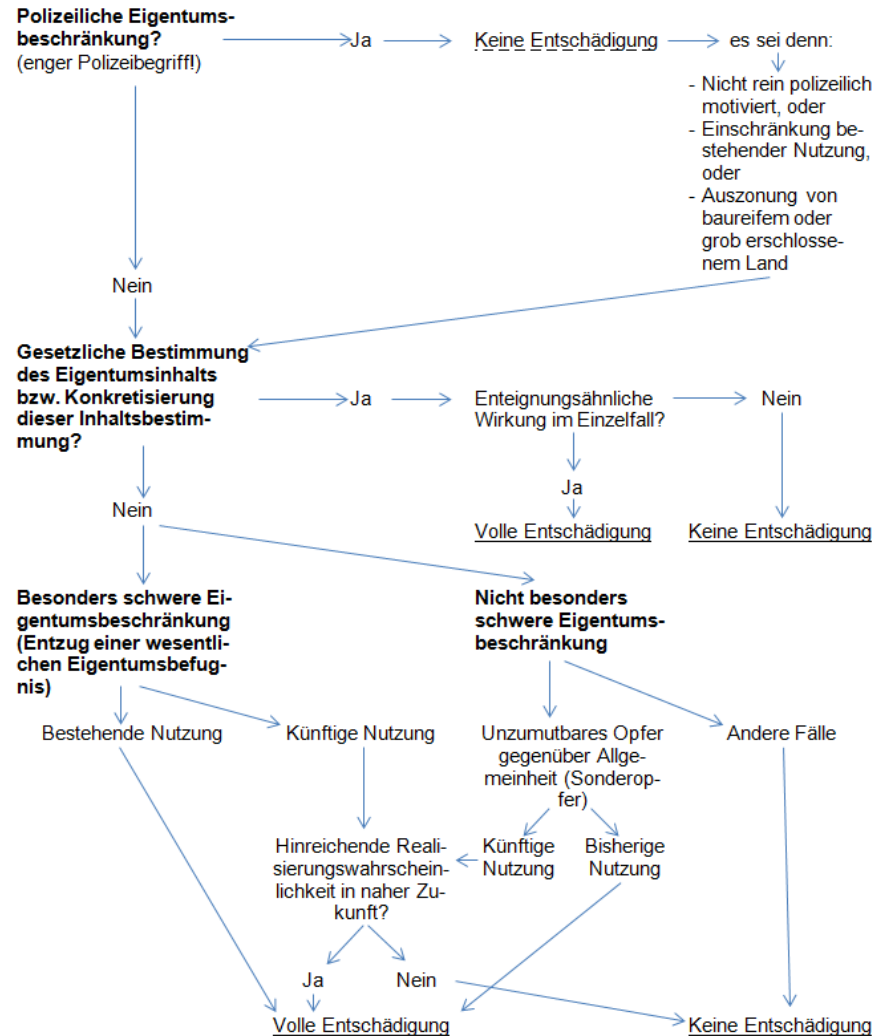 Polizeiliche Eigentums-
beschränkung?
(enger Polizeibegriff!)
Ja
Keine Entschädigung
es sei denn:
- Nicht rein polizeilich
motiviert, oder
- Einschränkung be-
stehender Nutzung,
oder
- Auszonung von
baureifem oder
grob erschlosse-
nem Land
Nein
Gesetzliche Bestimmung
des Eigentumsinhalts
bzw. Konkretisierung
dieser Inhaltsbestim-
mung?
Ja
Enteignungsähnliche
Wirkung im Einzelfall?
Nein
Ja
Nein
Volle Entschädigung
Keine Entschädigung
Besonders schwere Ei-
gentumsbeschränkung
(Entzug einer wesentli-
chen Eigentumsbefug-
nis)
Nicht besonders
schwere Eigentums-
beschränkung
Bestehende Nutzung
Künftige Nutzung
Unzumutbares Opfer
gegenüber Allge-
meinheit (Sonderop-
fer)
Andere Fälle
Hinreichende Reali-
sierungswahrschein-
lichkeit in naher Zu-
kunft?
Künftige
Nutzung
Bisherige
Nutzung
Ja
Nein
Volle Entschädigung
Keine Entschädigung